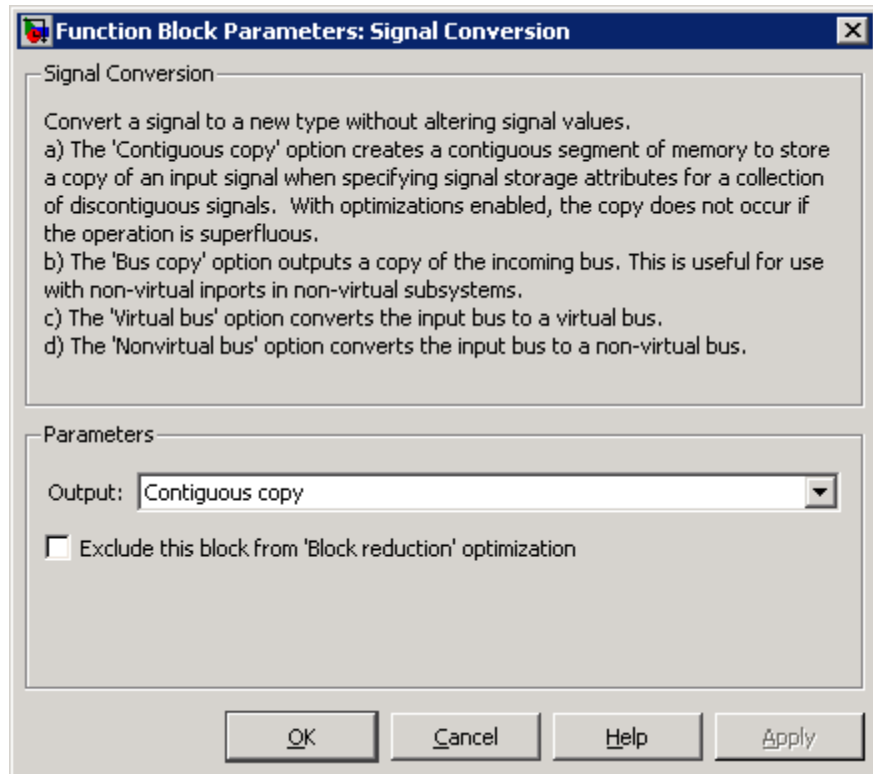 Function Block Parameters: Signal Conversion
Signal Conversion
Convert a signal to a new type without altering signal values.
a) The 'Contiguous copy' option creates a contiguous segment of memory to store
a copy of an input signal when specifying signal storage attributes for a collection
of discontiguous signals.  With optimizations enabled, the copy does not occur if
the operation is superfluous.
b) The 'Bus copy' option outputs a copy of the incoming bus. This is useful for use
with non-virtual inports in non-virtual subsystems.
c) The 'Virtual bus' option converts the input bus to a virtual bus.
d) The 'Nonvirtual bus' option converts the input bus to a non-virtual bus.
Parameters
Output: Contiguous copy
Exclude this block from 'Block reduction' optimization
OK Cancel Help Apply